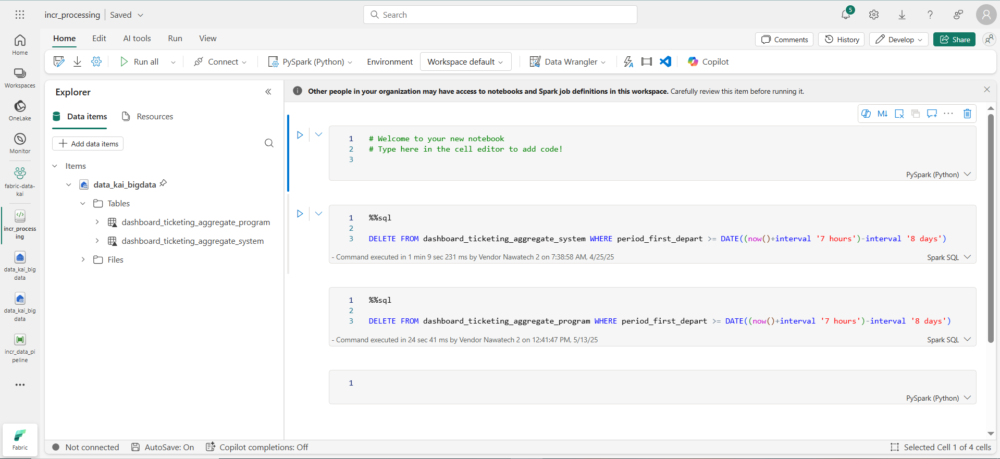 incr_processing
Saved
Search
5
Home
Edit
AI tools
Run
View
Comments
History
Develop
Share
Run all
Connect
PySpark (Python)
Environment
Workspace default
Data Wrangler
Copilot
Home
Workspaces
OneLake
Monitor
fabric-data-
kai
incr_process
ing
data_kai_big
data
data_kai_big
data
incr_data_pi
peline
Fabric
Explorer
Data items
Resources
Add data items
Items
data_kai_bigdata
Tables
dashboard_ticketing_aggregate_program
dashboard_ticketing_aggregate_system
Files
Other people in your organization may have access to notebooks and Spark job definitions in this workspace. Carefully review this item before running it.
M↓
1 # Welcome to your new notebook
2 # Type here in the cell editor to add code!
3
PySpark (Python)
1 %%sql
2
3 DELETE FROM dashboard_ticketing_aggregate_system WHERE period_first_depart >= DATE((now()+interval '7 hours')-interval '8 days')
- Command executed in 1 min 9 sec 231 ms by Vendor Nawatech 2 on 7:38:58 AM, 4/25/25
Spark SQL
1 %%sql
2
3 DELETE FROM dashboard_ticketing_aggregate_program WHERE period_first_depart >= DATE((now()+interval '7 hours')-interval '8 days')
- Command executed in 24 sec 41 ms by Vendor Nawatech 2 on 12:41:47 PM, 5/13/25
Spark SQL
1
PySpark (Python)
Not connected
AutoSave: On
Copilot completions: Off
Selected Cell 1 of 4 cells